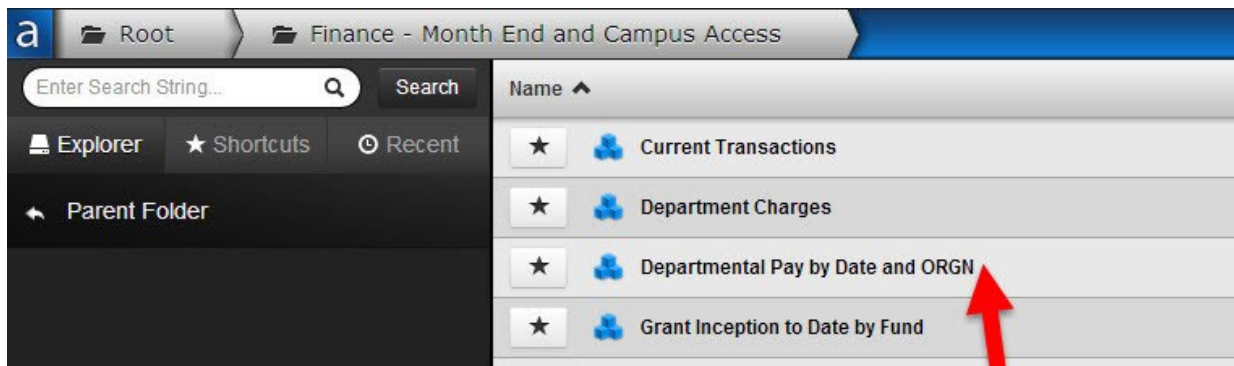 a Root Finance - Month End and Campus Access
Enter Search String... Search
Explorer Shortcuts Recent
Parent Folder
Name
Current Transactions
Department Charges
Departmental Pay by Date and ORGN
Grant Inception to Date by Fund